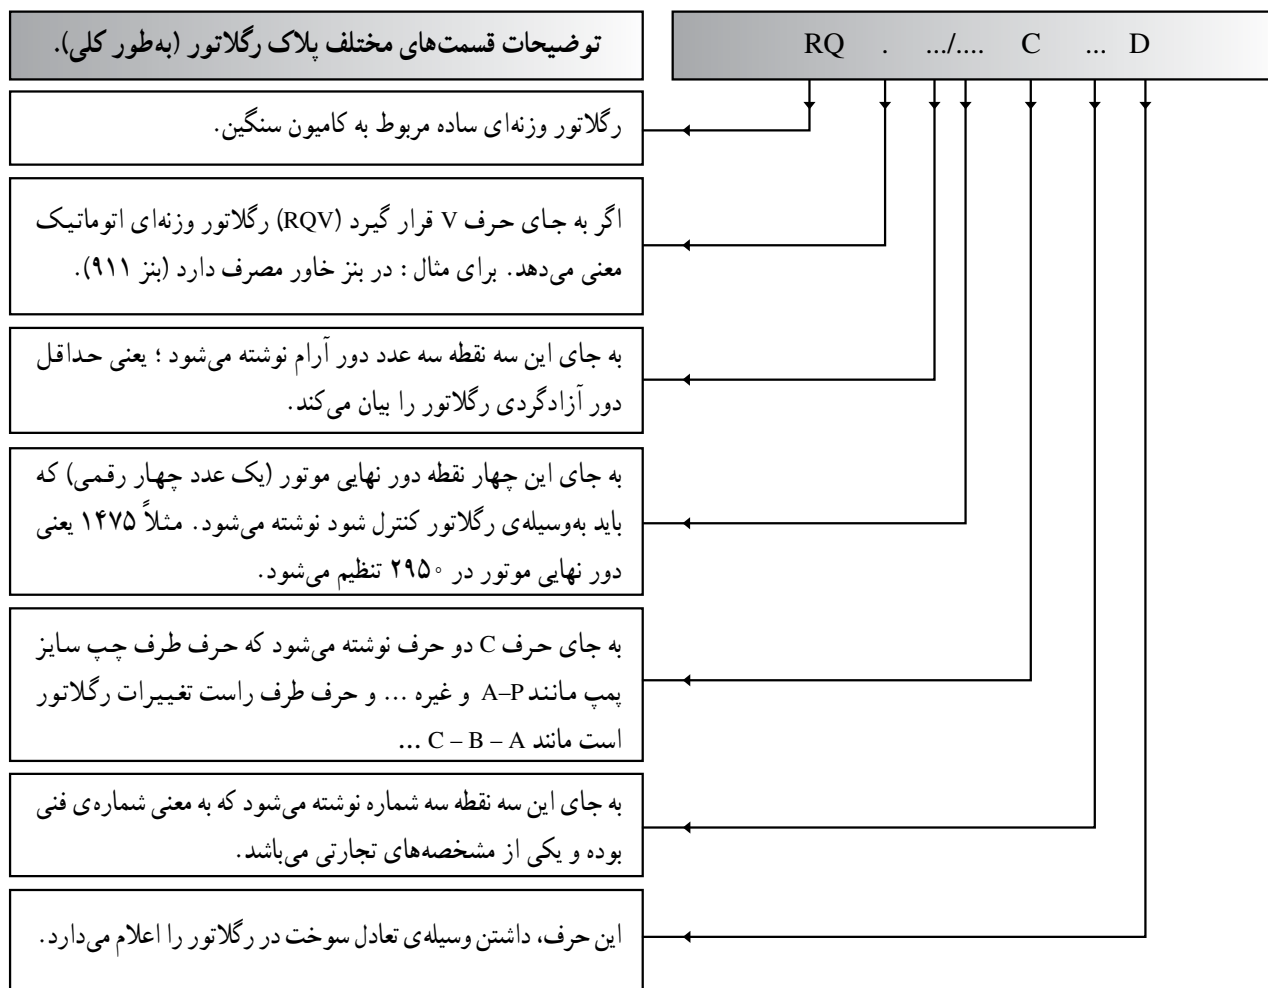 توضیحات قسمت‌های مختلف پلاک رگلاتور (به‌طور کلی).
RQ . .../.... C ... D
رگلاتور وزنه‌ای ساده مربوط به کامیون سنگین.
اگر به جای حرف V قرار گیرد (RQV) رگلاتور وزنه‌ای اتوماتیک
معنی می‌دهد. برای مثال : در بنز خاور مصرف دارد (بنز ۹۱۱).
به جای این سه نقطه سه عدد دور آرام نوشته می‌شود ؛ یعنی حداقل
دور آزادگردی رگلاتور را بیان می‌کند.
به جای این چهار نقطه دور نهایی موتور (یک عدد چهار رقمی) که
باید به‌وسیله‌ی رگلاتور کنترل شود نوشته می‌شود. مثلاً ۱۴۷۵ یعنی
دور نهایی موتور در ۲۹۵۰ تنظیم می‌شود.
به جای حرف C دو حرف نوشته می‌شود که حرف طرف چپ سایز
پمپ مانند A–P و غیره ... و حرف طرف راست تغییرات رگلاتور
است مانند C – B – A ...
به جای این سه نقطه سه شماره نوشته می‌شود که به معنی شماره‌ی فنی
بوده و یکی از مشخصه‌های تجارتی می‌باشد.
این حرف، داشتن وسیله‌ی تعادل سوخت در رگلاتور را اعلام می‌دارد.